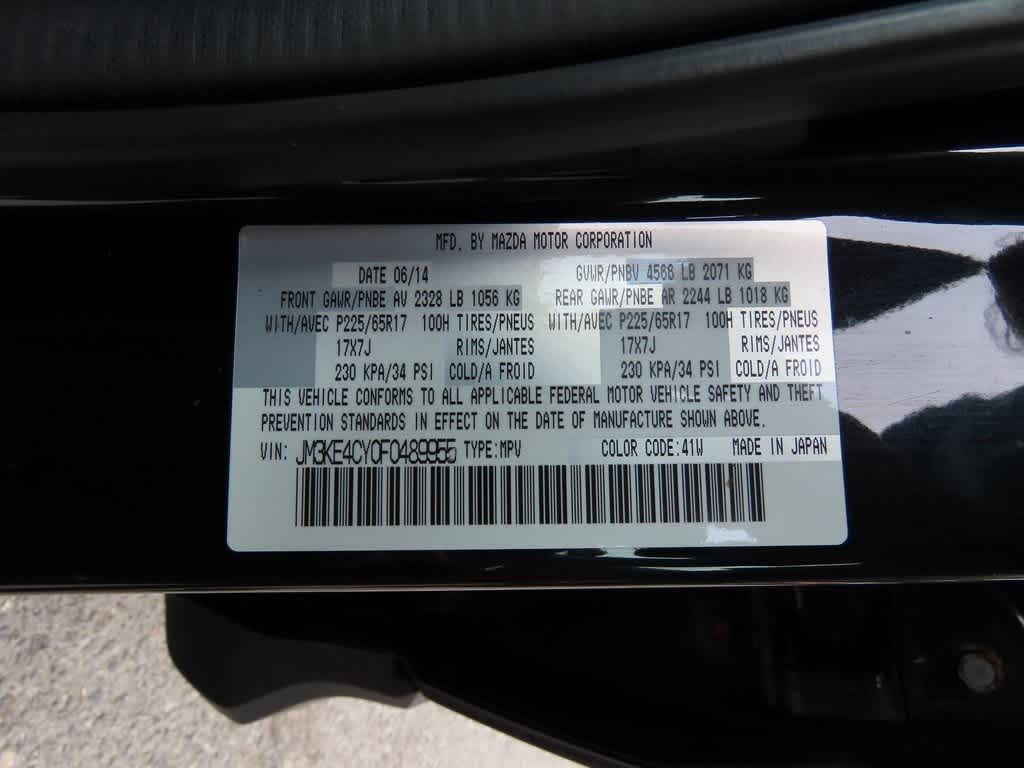 MFD. BY MAZDA MOTOR CORPORATION
DATE 06/14 GVWR/PNBV 4568 LB 2071 KG
FRONT GAWR/PNBE AV 2328 LB 1056 KG REAR GAWR/PNBE AR 2244 LB 1018 KG
WITH/AVEC P225/65R17 100H TIRES/PNEUS WITH/AVEC P225/65R17 100H TIRES/PNEUS
17X7J RIMS/JANTES 17X7J RIMS/JANTES
230 KPA/34 PSI COLD/A FROID 230 KPA/34 PSI COLD/A FROID
THIS VEHICLE CONFORMS TO ALL APPLICABLE FEDERAL MOTOR VEHICLE SAFETY AND THEFT
PREVENTION STANDARDS IN EFFECT ON THE DATE OF MANUFACTURE SHOWN ABOVE.
VIN: JM3KE4CY0F0489955 TYPE:MPV COLOR CODE:41W MADE IN JAPAN